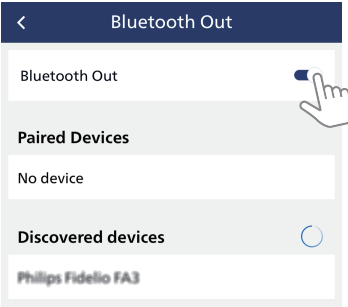 Bluetooth Out
Bluetooth Out
Paired Devices
No device
Discovered devices
Philips Fidelio FA3